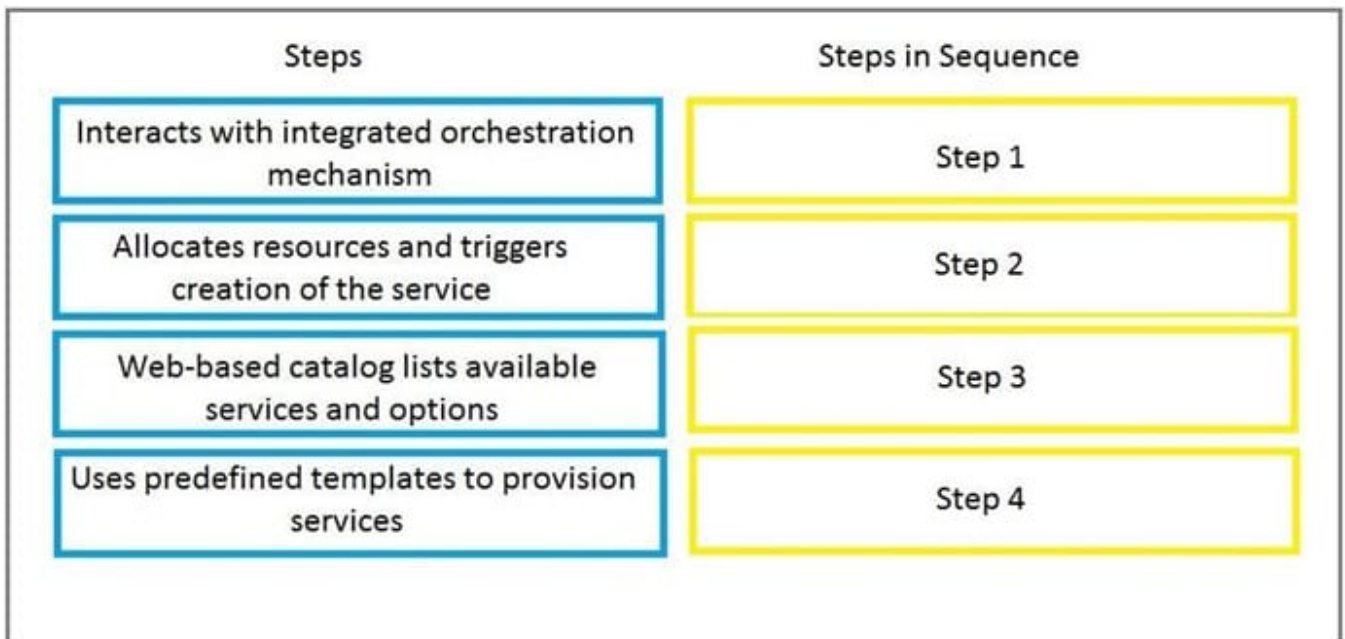 Steps
Steps in Sequence
Interacts with integrated orchestration
mechanism
Step 1
Allocates resources and triggers
creation of the service
Step 2
Web-based catalog lists available
services and options
Step 3
Uses predefined templates to provision
services
Step 4